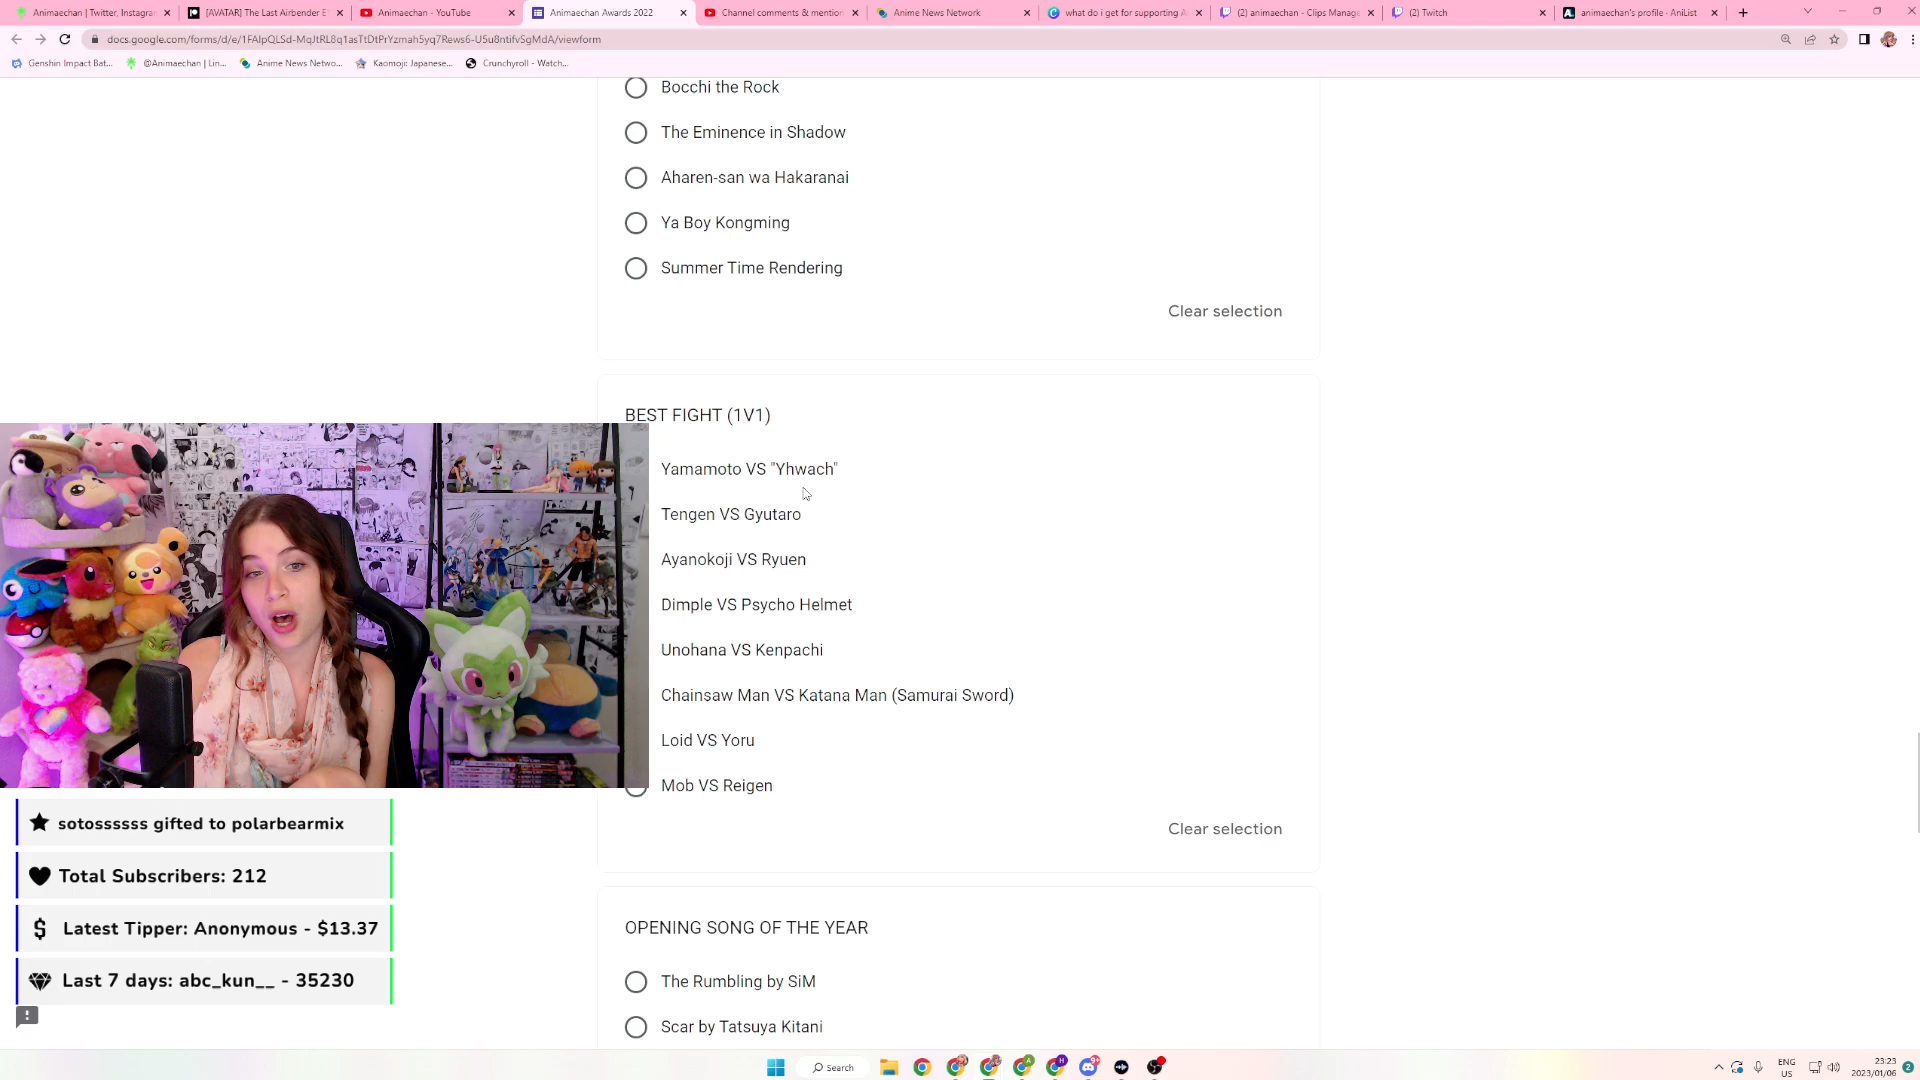 Animaechan | Twitter, Instagra
[AVATAR] The Last Airbender E
Animaechan - YouTube
Animaechan Awards 2022
Channel comments & mention
Anime News Network
what do i get for supporting A
(2) animaechan - Clips Manage
(2) Twitch
animaechan's profile · AniList
docs.google.com/forms/d/e/1FAIpQLSd-MqJtRL8q1asTtDtPrYzmah5yq7Rews6-U5u8ntifvSgMdA/viewform
Genshin Impact Bat...
@Animaechan | Lin...
Anime News Netwo...
Kaomoji: Japanese...
Crunchyroll - Watch...
Bocchi the Rock
The Eminence in Shadow
Aharen-san wa Hakaranai
Ya Boy Kongming
Summer Time Rendering
Clear selection
BEST FIGHT (1V1)
Yamamoto VS "Yhwach"
Tengen VS Gyutaro
Ayanokoji VS Ryuen
Dimple VS Psycho Helmet
Unohana VS Kenpachi
Chainsaw Man VS Katana Man (Samurai Sword)
Loid VS Yoru
Mob VS Reigen
Clear selection
OPENING SONG OF THE YEAR
The Rumbling by SiM
Scar by Tatsuya Kitani
sotossssss gifted to polarbearmix
Total Subscribers: 212
Latest Tipper: Anonymous - $13.37
Last 7 days: abc_kun__ - 35230
Search
9+
ENG
US
23:23
2023/01/06
2